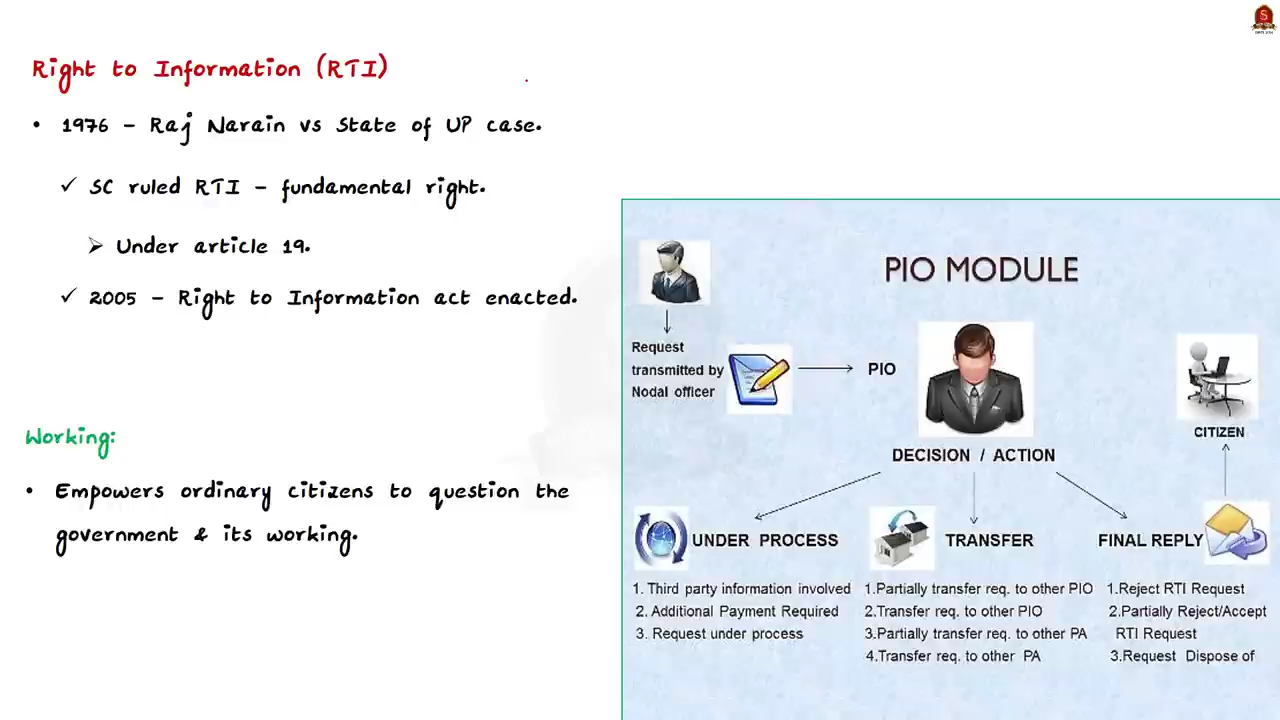 Right to Information (RTI)
• 1976 – Raj Narain vs State of UP case.
✓ SC ruled RTI – fundamental right.
➢ Under article 19.
✓ 2005 – Right to Information act enacted.
Working:
• Empowers ordinary citizens to question the
government & its working.
PIO MODULE
Request
transmitted by
Nodal officer
PIO
DECISION / ACTION
CITIZEN
UNDER PROCESS
1. Third party information involved
2. Additional Payment Required
3. Request under process
TRANSFER
1.Partially transfer req. to other PIO
2.Transfer req. to other PIO
3.Partially transfer req. to other PA
4.Transfer req. to other PA
FINAL REPLY
1.Reject RTI Request
2.Partially Reject/Accept
RTI Request
3.Request Dispose of